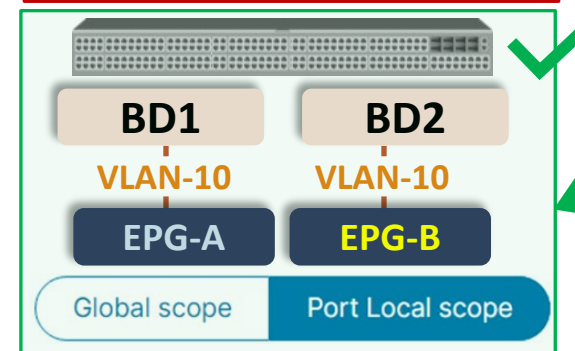 BD1 BD2
VLAN-10 VLAN-10
EPG-A EPG-B
Global scope Port Local scope